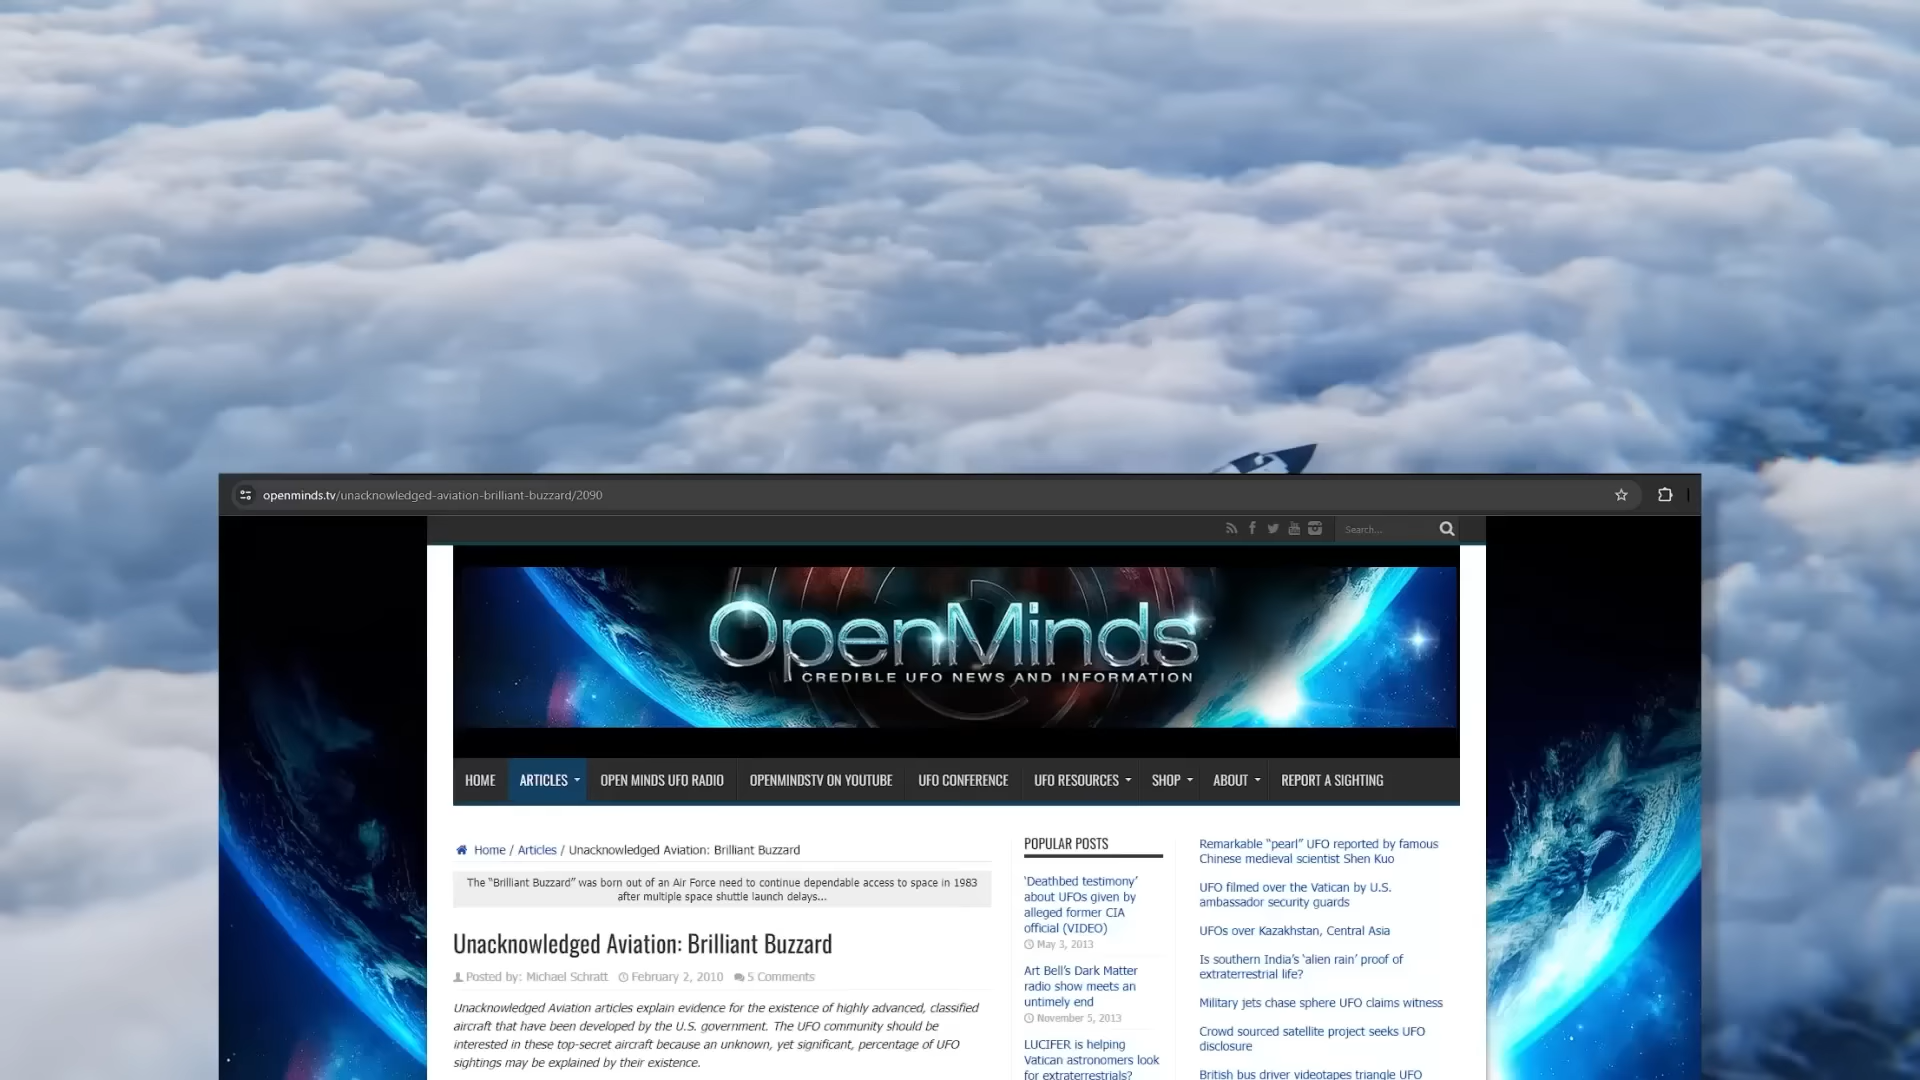 openminds.tv/unacknowledged-aviation-brilliant-buzzard/2090
Search...
OpenMinds
CREDIBLE UFO NEWS AND INFORMATION
HOME
ARTICLES
OPEN MINDS UFO RADIO
OPENMINDSTV ON YOUTUBE
UFO CONFERENCE
UFO RESOURCES
SHOP
ABOUT
REPORT A SIGHTING
Home / Articles / Unacknowledged Aviation: Brilliant Buzzard
The “Brilliant Buzzard” was born out of an Air Force need to continue dependable access to space in 1983
after multiple space shuttle launch delays...
Unacknowledged Aviation: Brilliant Buzzard
Posted by: Michael Schratt February 2, 2010 5 Comments
Unacknowledged Aviation articles explain evidence for the existence of highly advanced, classified
aircraft that have been developed by the U.S. government. The UFO community should be
interested in these top-secret aircraft because an unknown, yet significant, percentage of UFO
sightings may be explained by their existence.
POPULAR POSTS
‘Deathbed testimony’
about UFOs given by
alleged former CIA
official (VIDEO)
May 3, 2013
Art Bell’s Dark Matter
radio show meets an
untimely end
November 5, 2013
LUCIFER is helping
Vatican astronomers look
for extraterrestrials?
Remarkable “pearl” UFO reported by famous
Chinese medieval scientist Shen Kuo
UFO filmed over the Vatican by U.S.
ambassador security guards
UFOs over Kazakhstan, Central Asia
Is southern India’s ‘alien rain’ proof of
extraterrestrial life?
Military jets chase sphere UFO claims witness
Crowd sourced satellite project seeks UFO
disclosure
British bus driver videotapes triangle UFO